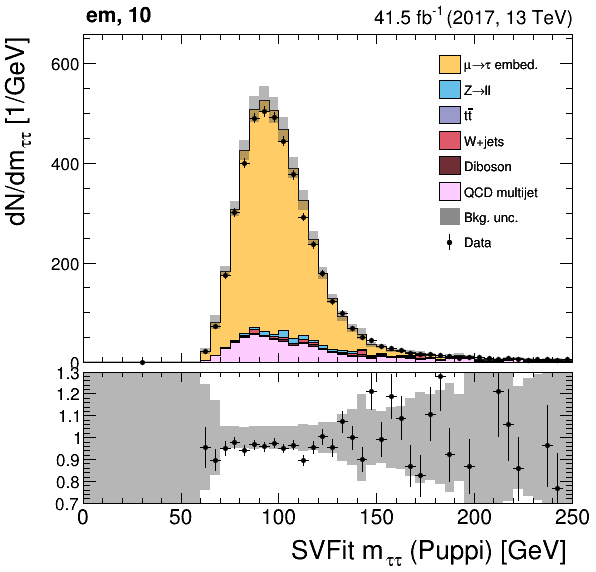 em, 10
41.5 fb⁻¹ (2017, 13 TeV)
dN/dm_ττ [1/GeV]
600
400
200
0
μ→τ embed.
Z→ll
tt̄
W+jets
Diboson
QCD multijet
Bkg. unc.
Data
1.3
1.2
1.1
1
0.9
0.8
0.7
0 50 100 150 200 250
SVFit m_ττ (Puppi) [GeV]